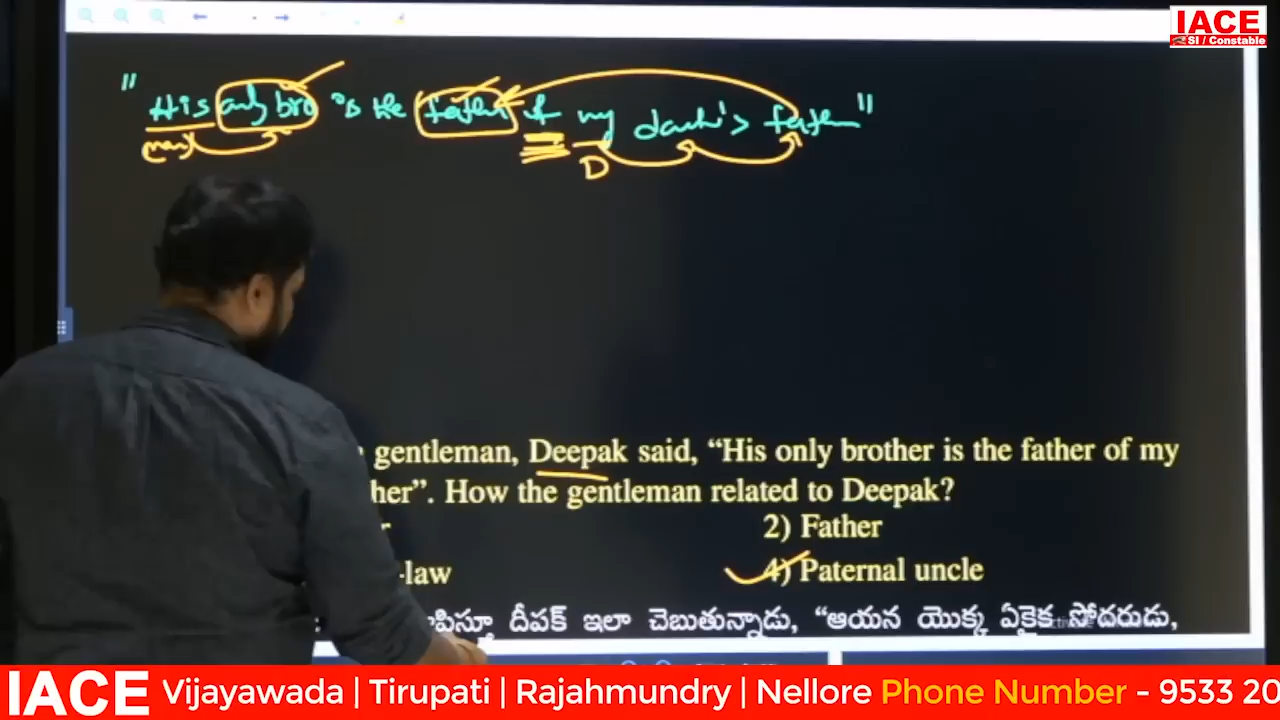 IACE
SI / Constable
"His only bro is the father of my daughter's father"
(man)
D
gentleman, Deepak said, “His only brother is the father of my
her”. How the gentleman related to Deepak?
r 2) Father
-law 4) Paternal uncle
పిస్తూ దీపక్ ఇలా చెబుతున్నాడు, “ఆయన యొక్క ఏకైక సోదరుడు,
IACE Vijayawada | Tirupati | Rajahmundry | Nellore Phone Number - 9533 20